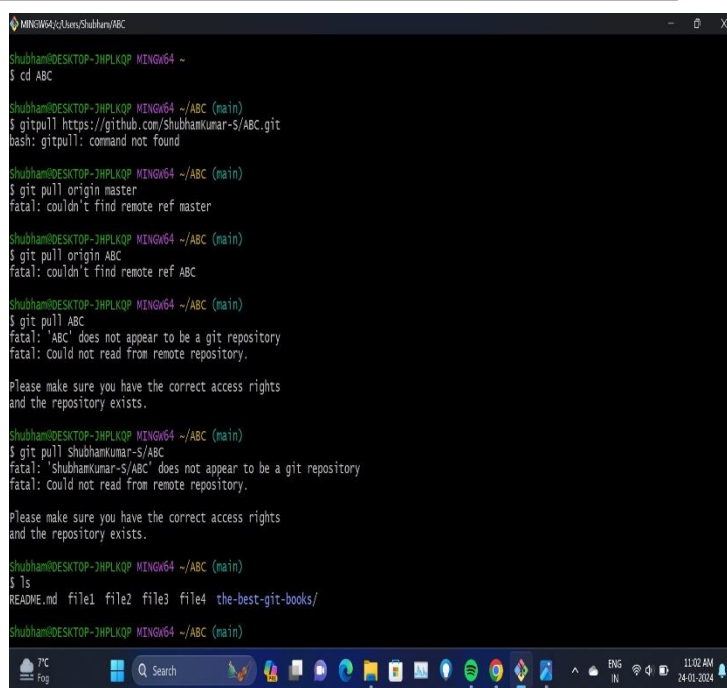 MINGW64:/c/Users/Shubham/ABC
Shubham@DESKTOP-JHPLKQP MINGW64 ~
$ cd ABC
Shubham@DESKTOP-JHPLKQP MINGW64 ~/ABC (main)
$ gitpull https://github.com/ShubhamKumar-S/ABC.git
bash: gitpull: command not found
Shubham@DESKTOP-JHPLKQP MINGW64 ~/ABC (main)
$ git pull origin master
fatal: couldn't find remote ref master
Shubham@DESKTOP-JHPLKQP MINGW64 ~/ABC (main)
$ git pull origin ABC
fatal: couldn't find remote ref ABC
Shubham@DESKTOP-JHPLKQP MINGW64 ~/ABC (main)
$ git pull ABC
fatal: 'ABC' does not appear to be a git repository
fatal: Could not read from remote repository.
Please make sure you have the correct access rights
and the repository exists.
Shubham@DESKTOP-JHPLKQP MINGW64 ~/ABC (main)
$ git pull ShubhamKumar-S/ABC
fatal: 'ShubhamKumar-S/ABC' does not appear to be a git repository
fatal: Could not read from remote repository.
Please make sure you have the correct access rights
and the repository exists.
Shubham@DESKTOP-JHPLKQP MINGW64 ~/ABC (main)
$ ls
README.md file1 file2 file3 file4 the-best-git-books/
Shubham@DESKTOP-JHPLKQP MINGW64 ~/ABC (main)
7°C
Fog
Search
ENG
IN
11:02 AM
24-01-2024